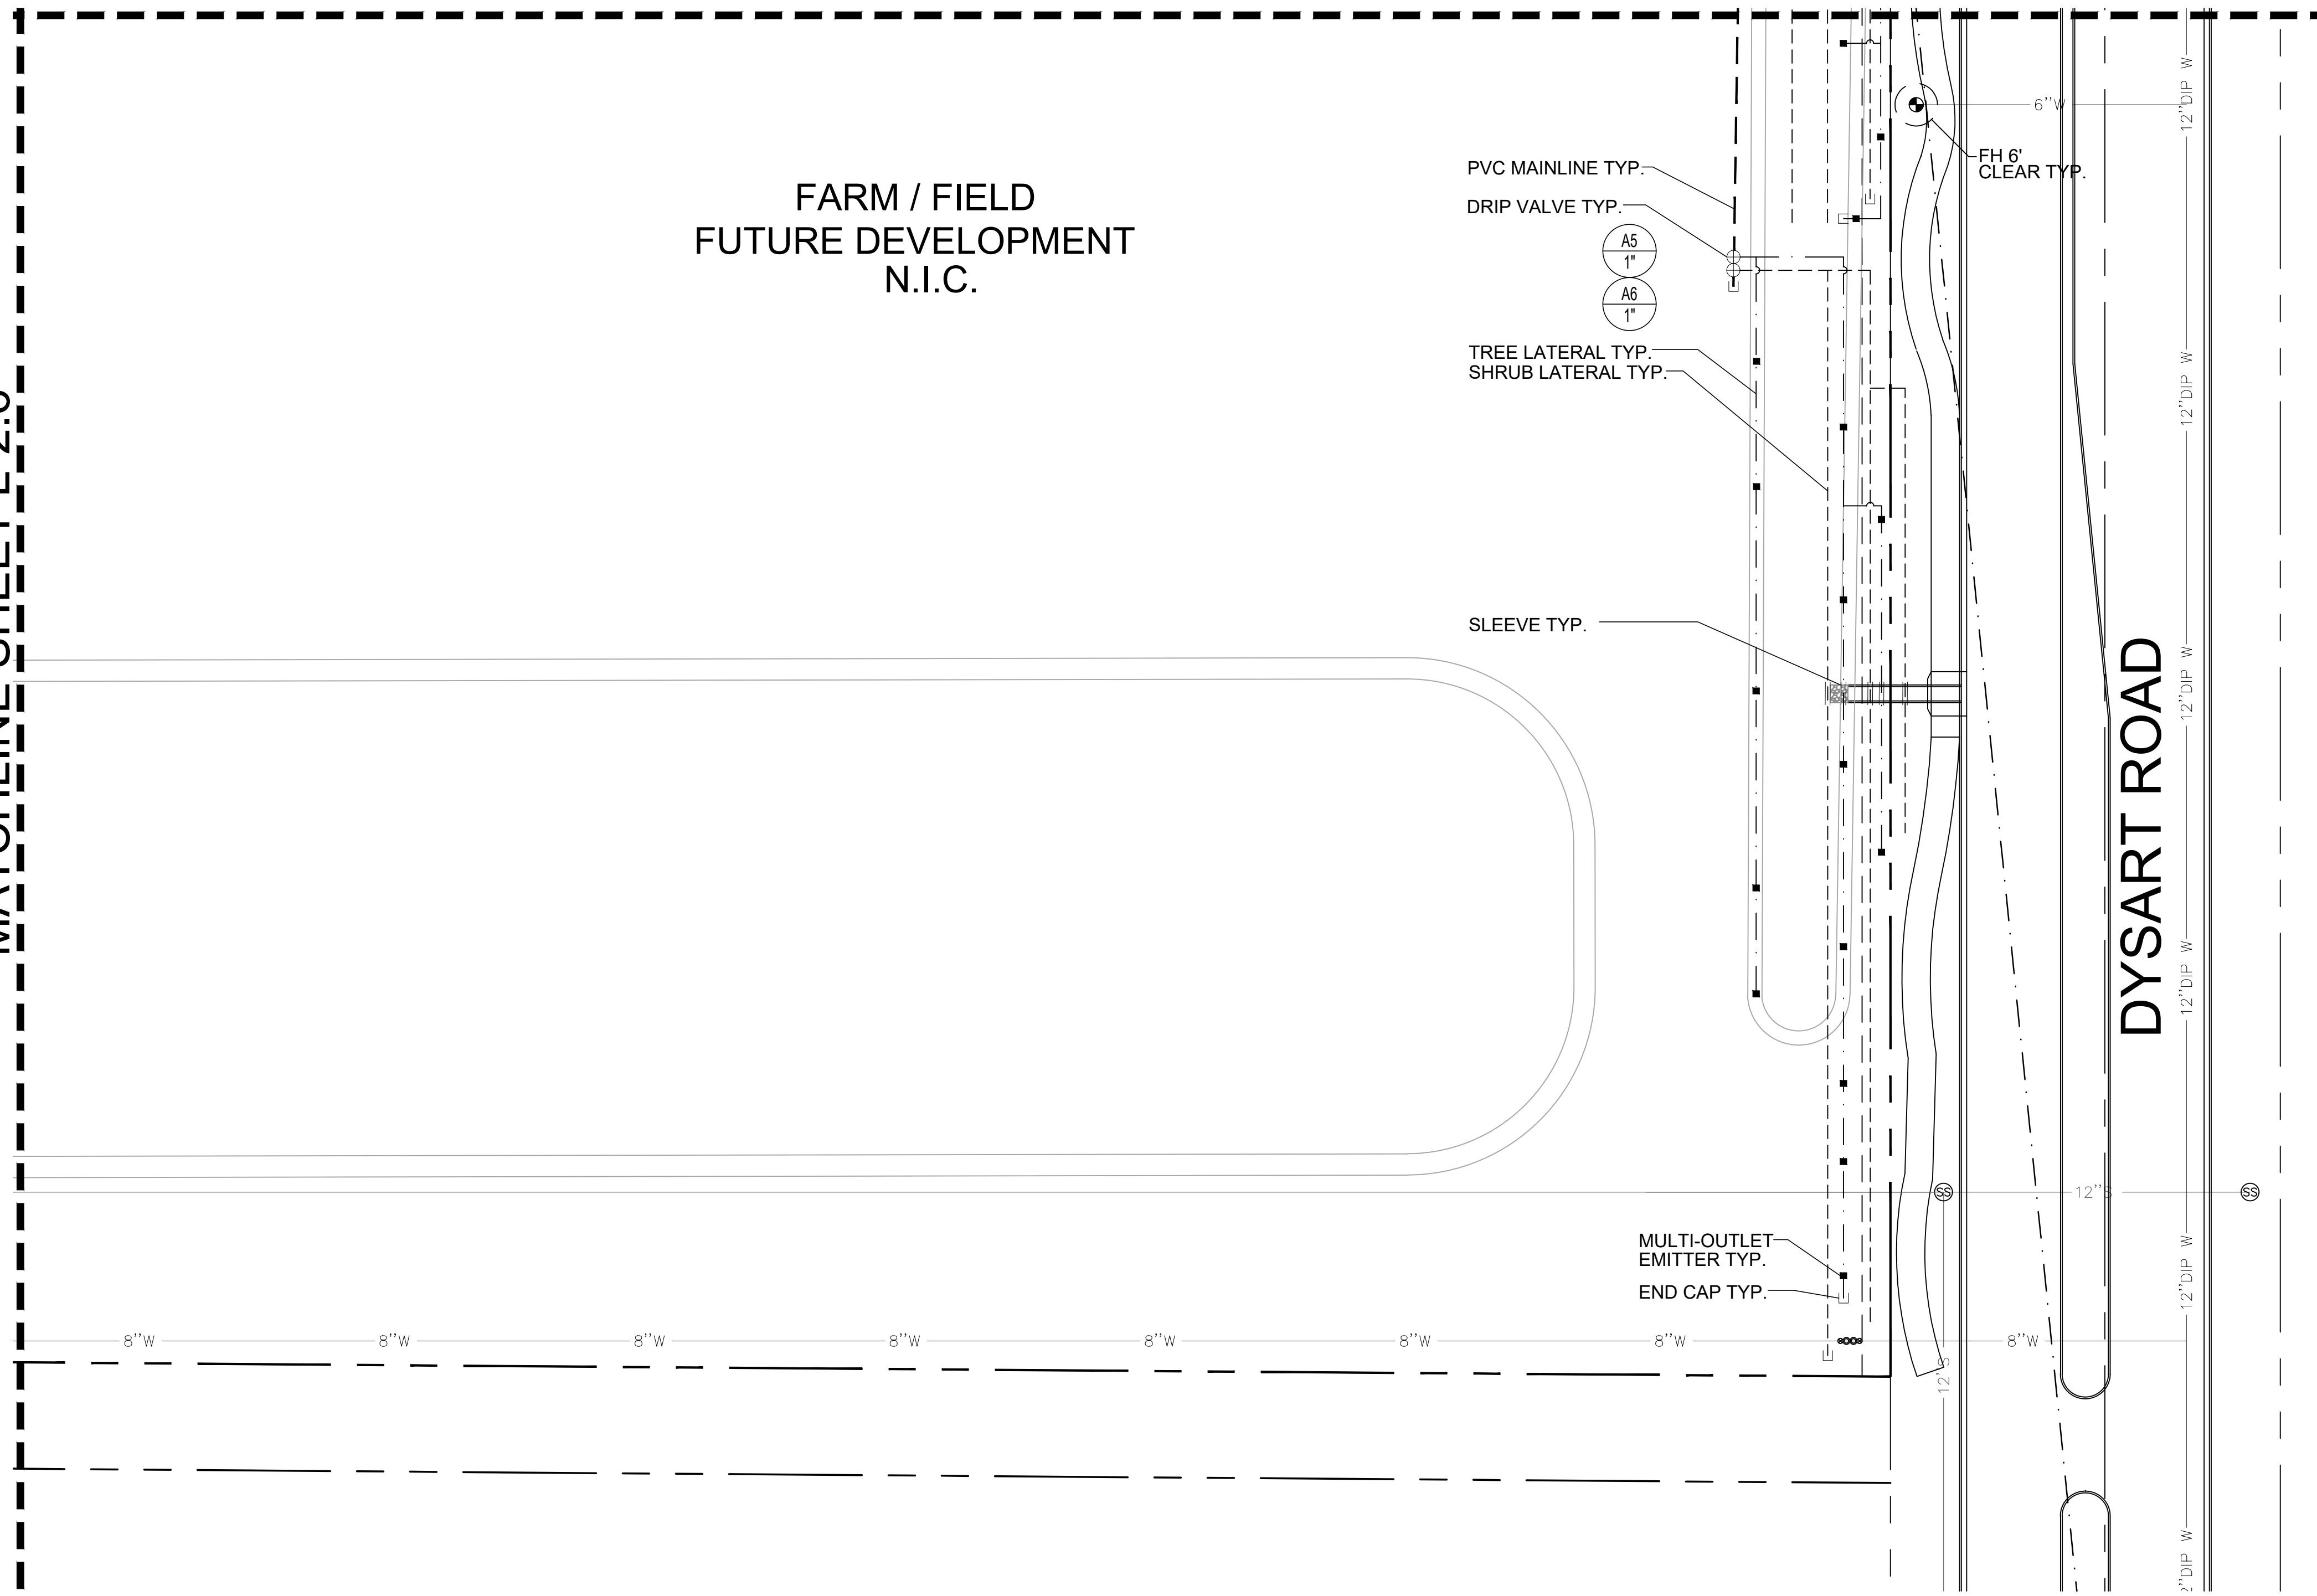 FARM / FIELD
FUTURE DEVELOPMENT
N.I.C.
PVC MAINLINE TYP.
DRIP VALVE TYP.
A5
1"
A6
1"
TREE LATERAL TYP.
SHRUB LATERAL TYP.
SLEEVE TYP.
MULTI-OUTLET
EMITTER TYP.
END CAP TYP.
FH 6'
CLEAR TYP.
6''W
12''DIP W
12''DIP W
12''DIP W
12''DIP W
12''DIP W
DYSART ROAD
SS
12''S
SS
12''S
8''W
8''W
8''W
8''W
8''W
8''W
8''W
8''W